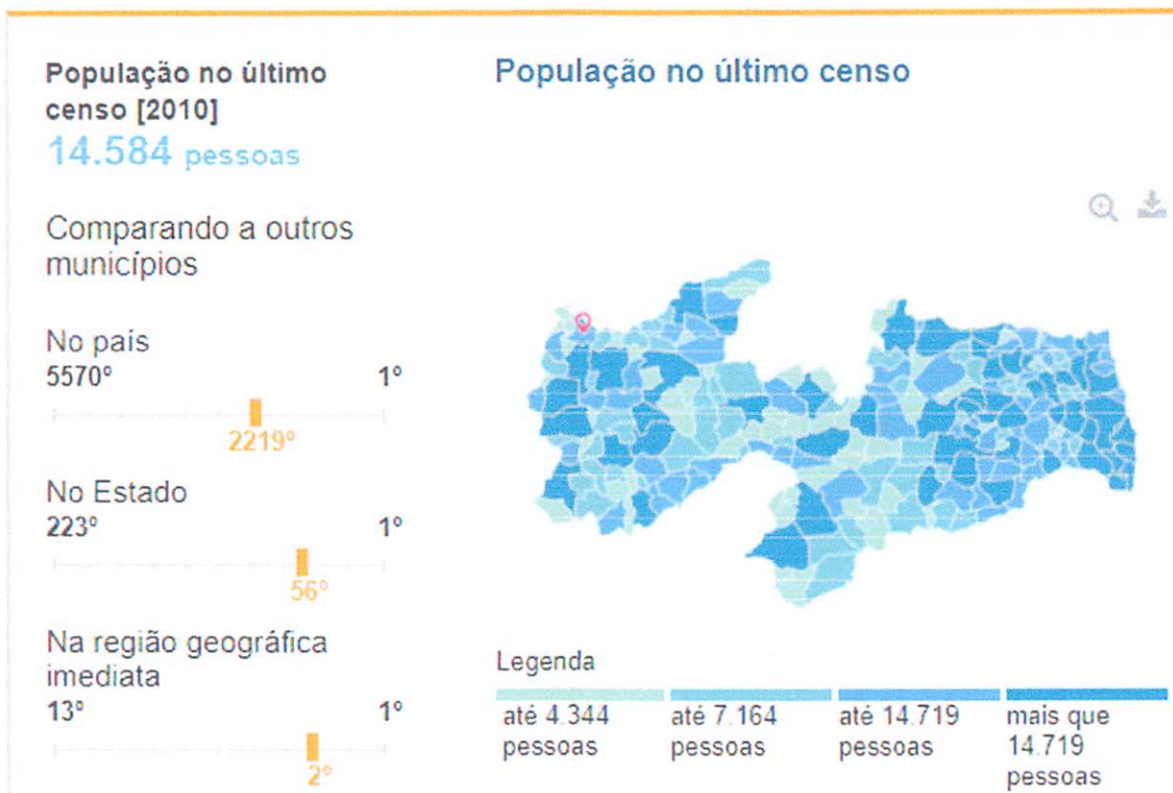 População no último
censo [2010]
14.584 pessoas
Comparando a outros
municípios
No país
5570º 1º
2219º
No Estado
223º 1º
56º
Na região geográfica
imediata
13º 1º
2º
População no último censo
Legenda
até 4.344
pessoas
até 7.164
pessoas
até 14.719
pessoas
mais que
14.719
pessoas